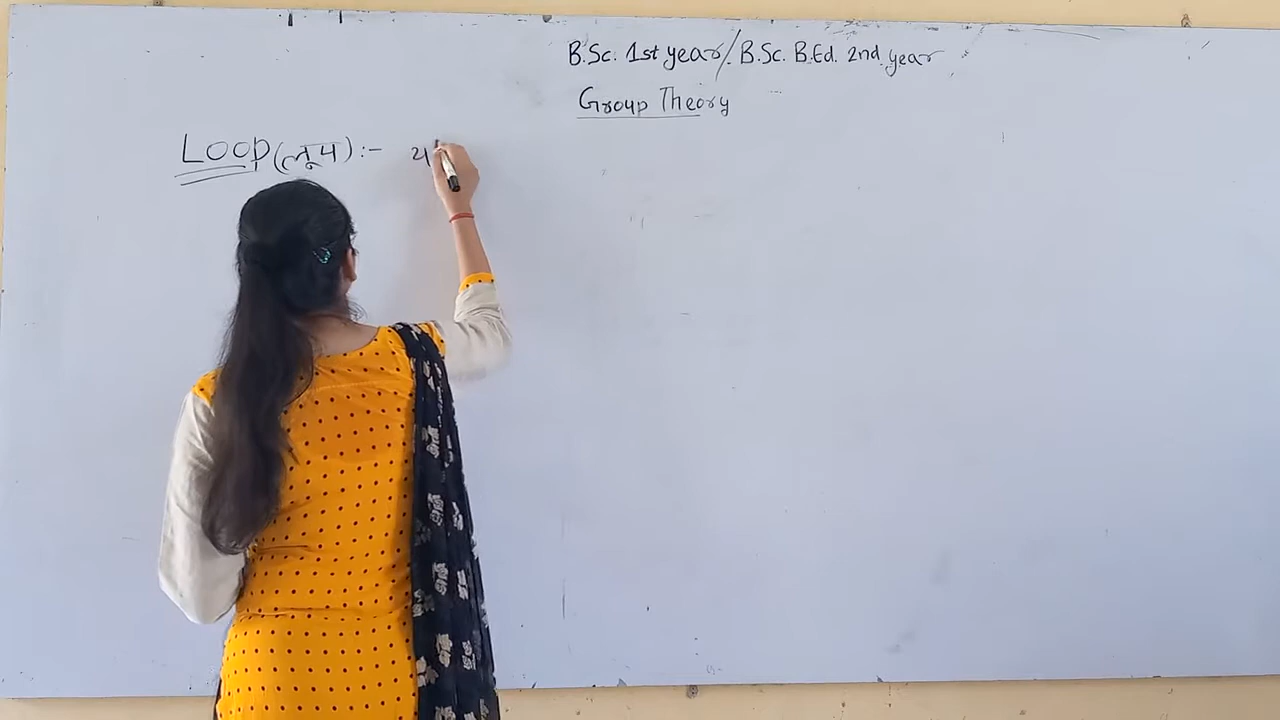 B.Sc. 1st year/B.Sc. B.Ed. 2nd year
Group Theory
LOOP (लूप) :-